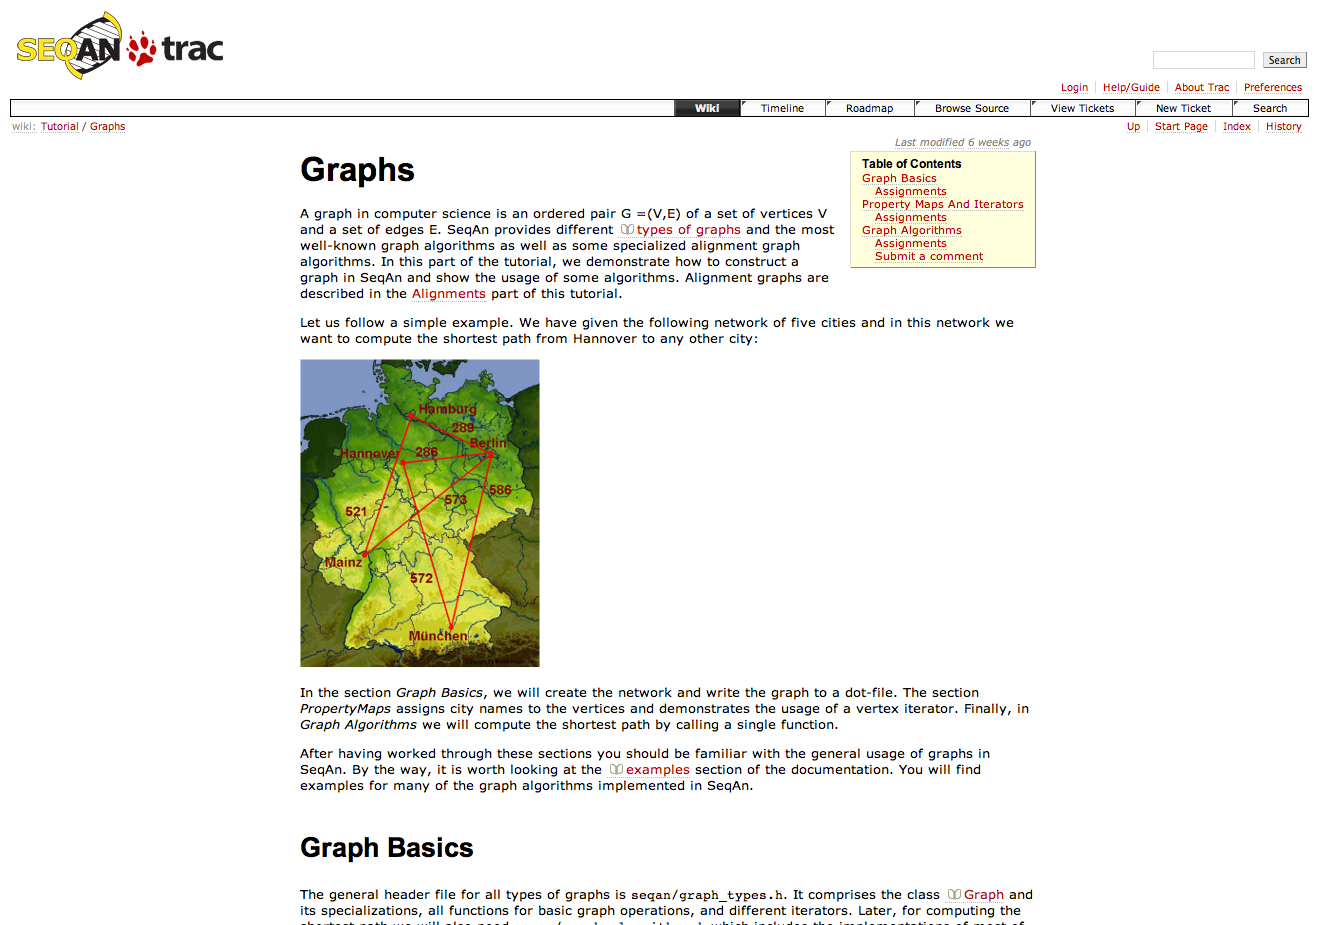 SEQAN trac
Search
Login Help/Guide About Trac Preferences
Wiki Timeline Roadmap Browse Source View Tickets New Ticket Search
wiki: Tutorial / Graphs
Up Start Page Index History
Last modified 6 weeks ago
Graphs
Table of Contents
Graph Basics
Assignments
Property Maps And Iterators
Assignments
Graph Algorithms
Assignments
Submit a comment
A graph in computer science is an ordered pair G =(V,E) of a set of vertices V
and a set of edges E. SeqAn provides different types of graphs and the most
well-known graph algorithms as well as some specialized alignment graph
algorithms. In this part of the tutorial, we demonstrate how to construct a
graph in SeqAn and show the usage of some algorithms. Alignment graphs are
described in the Alignments part of this tutorial.
Let us follow a simple example. We have given the following network of five cities and in this network we
want to compute the shortest path from Hannover to any other city:
Hamburg
289
Berlin
Hannover 286
586
573
521
Mainz
572
München
In the section Graph Basics, we will create the network and write the graph to a dot-file. The section
PropertyMaps assigns city names to the vertices and demonstrates the usage of a vertex iterator. Finally, in
Graph Algorithms we will compute the shortest path by calling a single function.
After having worked through these sections you should be familiar with the general usage of graphs in
SeqAn. By the way, it is worth looking at the examples section of the documentation. You will find
examples for many of the graph algorithms implemented in SeqAn.
Graph Basics
The general header file for all types of graphs is seqan/graph_types.h. It comprises the class Graph and
its specializations, all functions for basic graph operations, and different iterators. Later, for computing the
shortest path we will also need which includes the implementations of most of